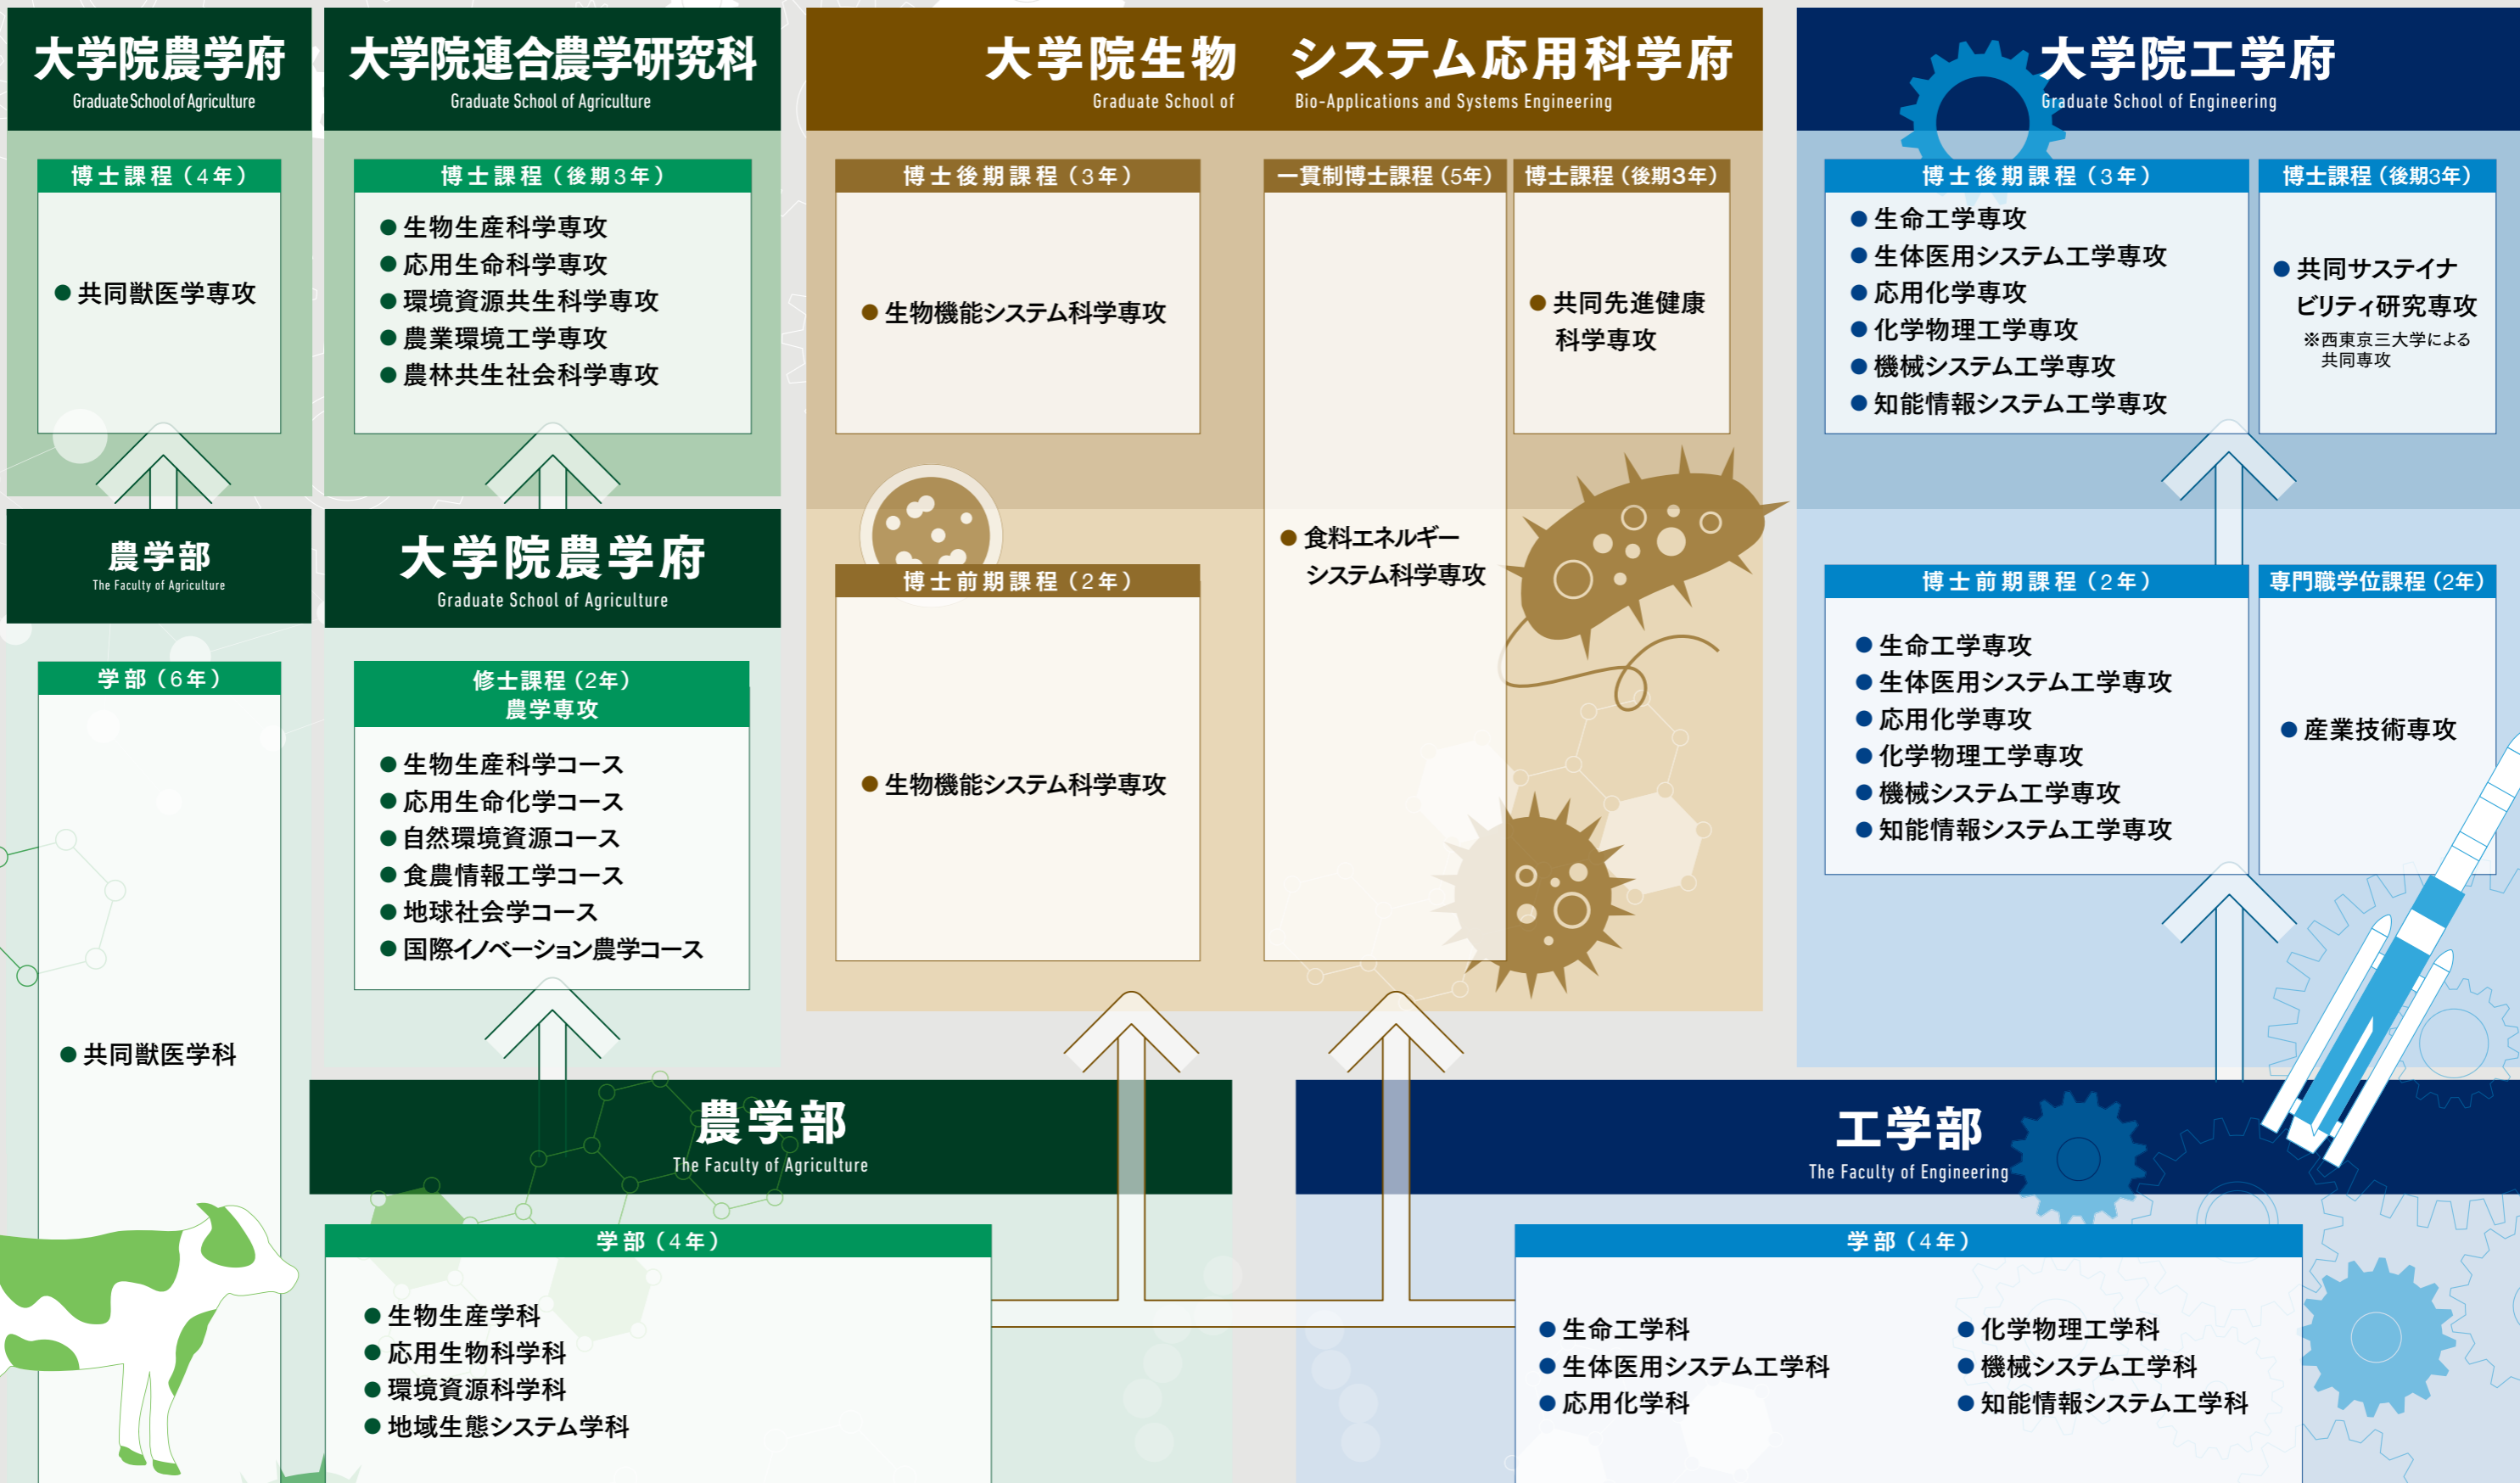 大学院農学府
Graduate School of Agriculture
博士課程（4年）
● 共同獣医学専攻
農学部
The Faculty of Agriculture
学部（6年）
● 共同獣医学科
大学院連合農学研究科
Graduate School of Agriculture
博士課程（後期3年）
● 生物生産科学専攻
● 応用生命科学専攻
● 環境資源共生科学専攻
● 農業環境工学専攻
● 農林共生社会科学専攻
大学院農学府
Graduate School of Agriculture
修士課程（2年）
農学専攻
● 生物生産科学コース
● 応用生命化学コース
● 自然環境資源コース
● 食農情報工学コース
● 地球社会学コース
● 国際イノベーション農学コース
大学院生物　システム応用科学府
Graduate School of Bio-Applications and Systems Engineering
博士後期課程（3年）
● 生物機能システム科学専攻
博士前期課程（2年）
● 生物機能システム科学専攻
一貫制博士課程（5年）
● 食料エネルギー
システム科学専攻
博士課程（後期3年）
● 共同先進健康
科学専攻
大学院工学府
Graduate School of Engineering
博士後期課程（3年）
● 生命工学専攻
● 生体医用システム工学専攻
● 応用化学専攻
● 化学物理工学専攻
● 機械システム工学専攻
● 知能情報システム工学専攻
博士課程（後期3年）
● 共同サステイナ
ビリティ研究専攻
※西東京三大学による
共同専攻
博士前期課程（2年）
● 生命工学専攻
● 生体医用システム工学専攻
● 応用化学専攻
● 化学物理工学専攻
● 機械システム工学専攻
● 知能情報システム工学専攻
専門職学位課程（2年）
● 産業技術専攻
農学部
The Faculty of Agriculture
学部（4年）
● 生物生産学科
● 応用生物科学科
● 環境資源科学科
● 地域生態システム学科
工学部
The Faculty of Engineering
学部（4年）
● 生命工学科
● 生体医用システム工学科
● 応用化学科
● 化学物理工学科
● 機械システム工学科
● 知能情報システム工学科